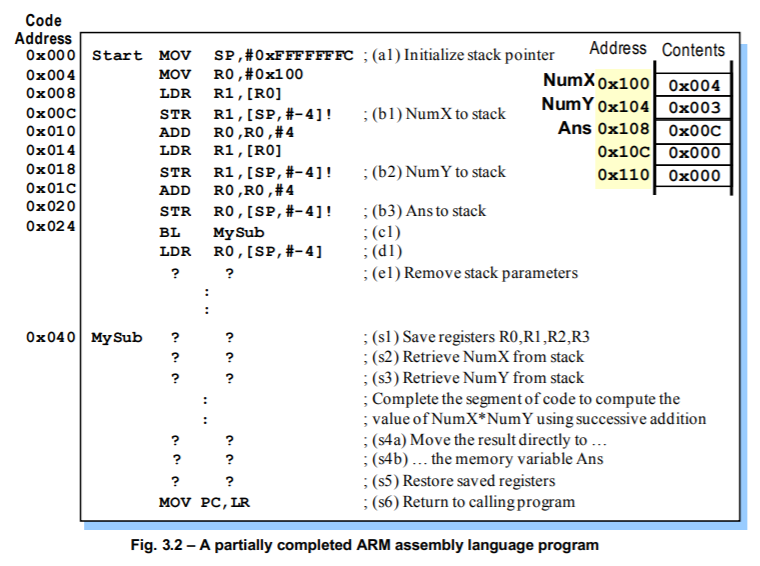 Code
Address
0x000 Start MOV SP,#0xFFFFFFFC ; (a1) Initialize stack pointer
0x004 MOV R0,#0x100
0x008 LDR R1,[R0]
0x00C STR R1,[SP,#-4]! ; (b1) NumX to stack
0x010 ADD R0,R0,#4
0x014 LDR R1,[R0]
0x018 STR R1,[SP,#-4]! ; (b2) NumY to stack
0x01C ADD R0,R0,#4
0x020 STR R0,[SP,#-4]! ; (b3) Ans to stack
0x024 BL MySub ; (c1)
LDR R0,[SP,#-4] ; (d1)
? ? ; (e1) Remove stack parameters
:
:
0x040 MySub ? ? ; (s1) Save registers R0,R1,R2,R3
? ? ; (s2) Retrieve NumX from stack
? ? ; (s3) Retrieve NumY from stack
: ; Complete the segment of code to compute the
: ; value of NumX*NumY using successive addition
? ? ; (s4a) Move the result directly to …
? ? ; (s4b) … the memory variable Ans
? ? ; (s5) Restore saved registers
MOV PC,LR ; (s6) Return to calling program
Address Contents
NumX 0x100 0x004
NumY 0x104 0x003
Ans 0x108 0x00C
0x10C 0x000
0x110 0x000
Fig. 3.2 – A partially completed ARM assembly language program